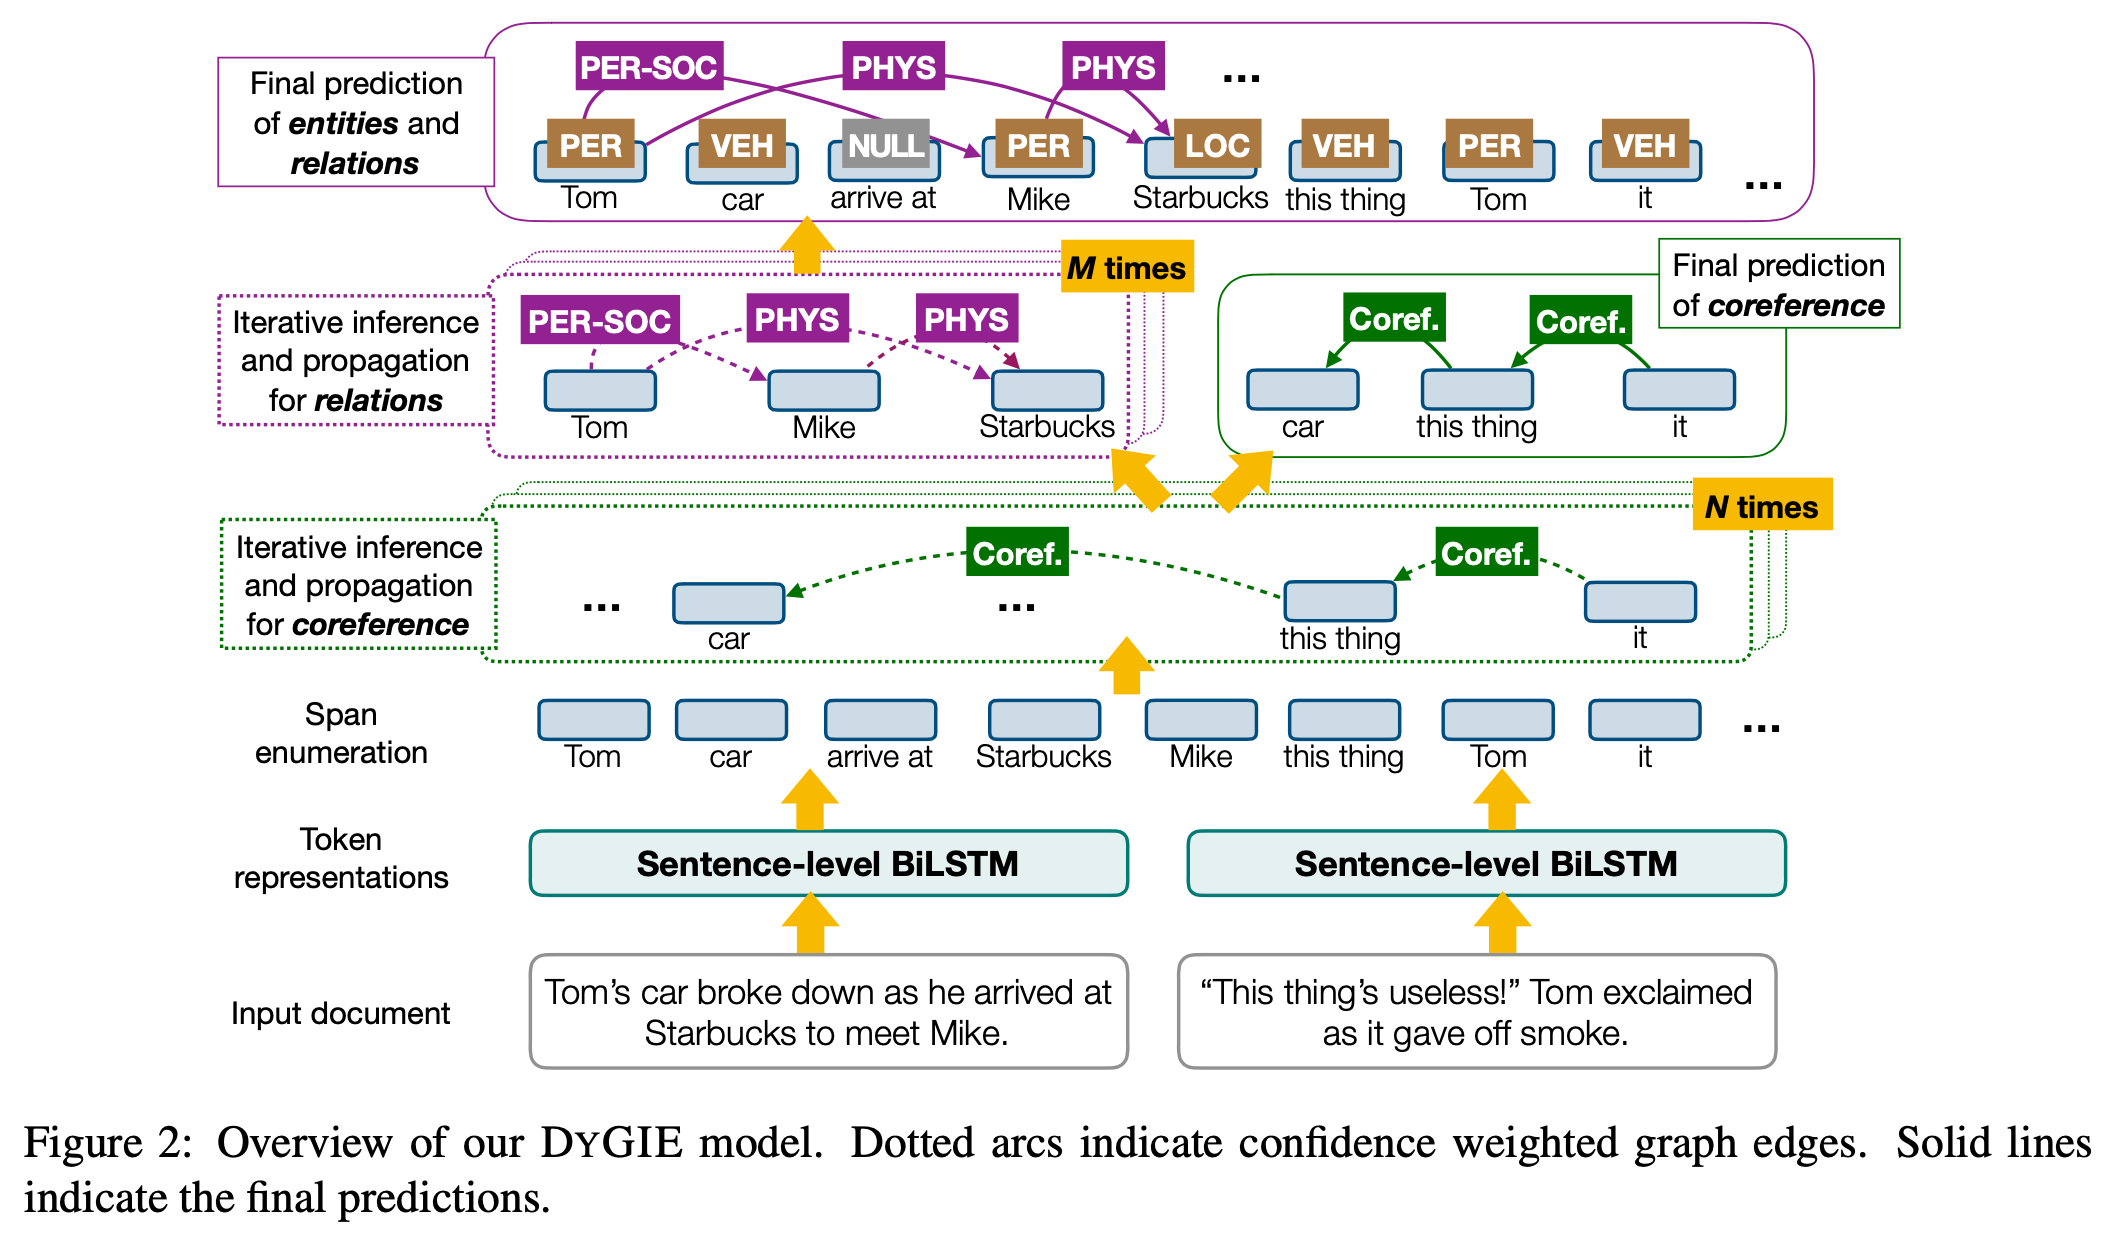 Final prediction
of entities and
relations
PER-SOC PHYS PHYS ...
PER VEH NULL PER LOC VEH PER VEH
Tom car arrive at Mike Starbucks this thing Tom it ...
Iterative inference
and propagation
for relations
M times
PER-SOC PHYS PHYS
Tom Mike Starbucks
Final prediction
of coreference
Coref. Coref.
car this thing it
Iterative inference
and propagation
for coreference
N times
Coref. Coref.
... car ... this thing it
Span
enumeration
Tom car arrive at Starbucks Mike this thing Tom it ...
Token
representations
Sentence-level BiLSTM
Sentence-level BiLSTM
Input document
Tom’s car broke down as he arrived at
Starbucks to meet Mike.
“This thing’s useless!” Tom exclaimed
as it gave off smoke.
Figure 2: Overview of our DYGIE model. Dotted arcs indicate confidence weighted graph edges. Solid lines
indicate the final predictions.